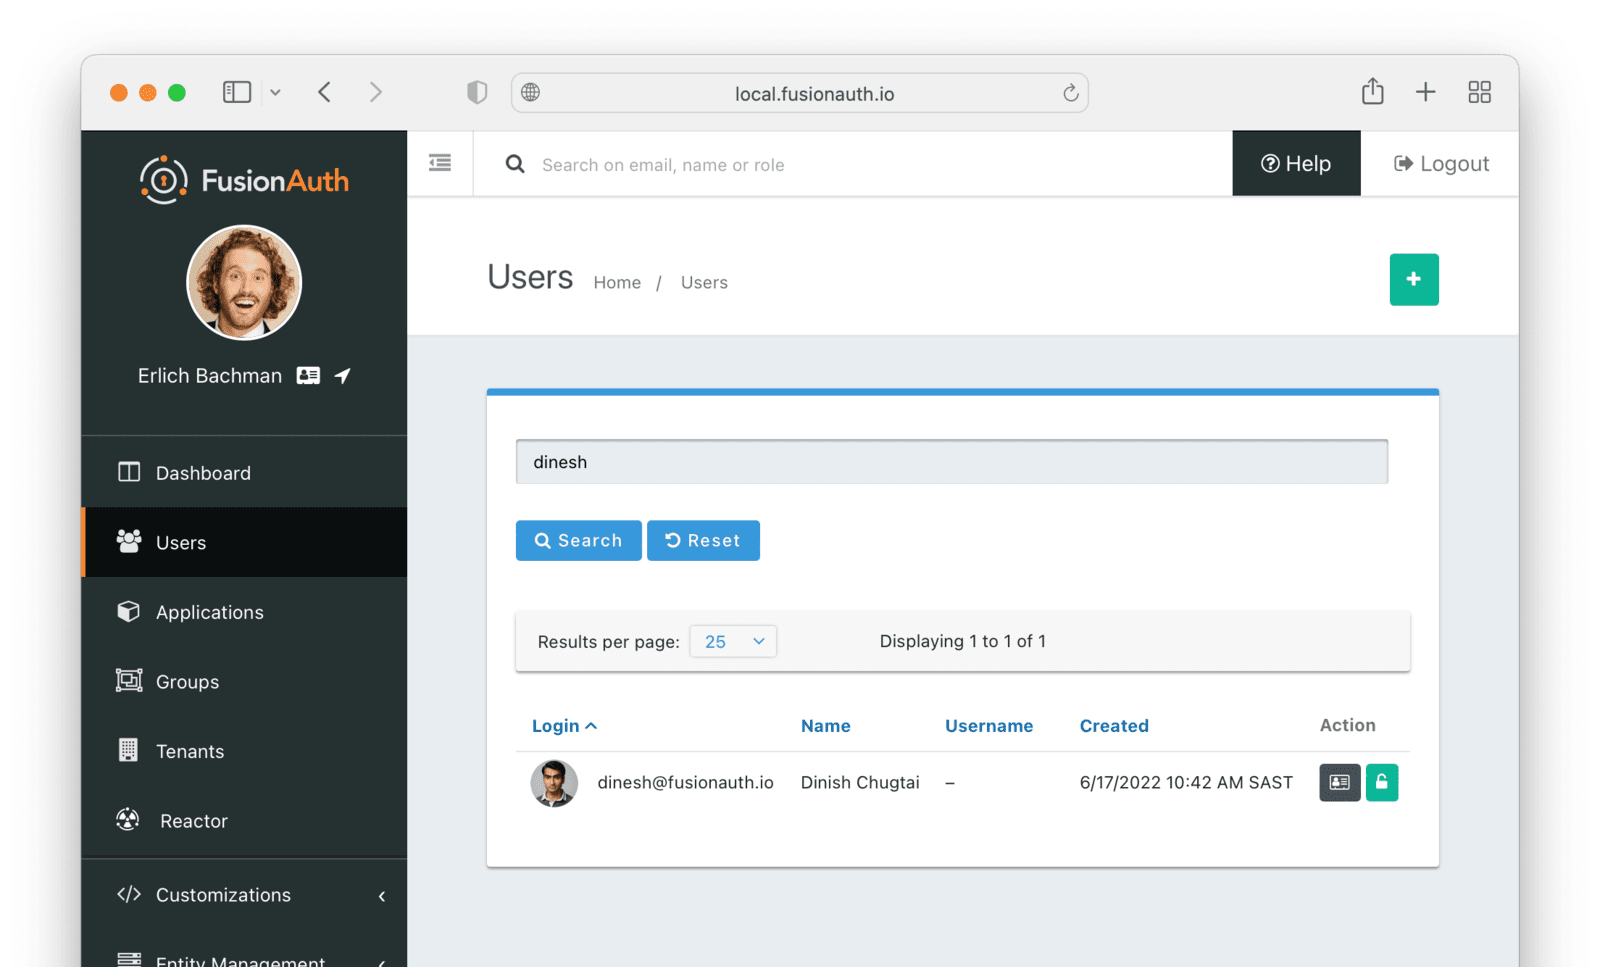 local.fusionauth.io
FusionAuth
Search on email, name or role
Help
Logout
Users
Home / Users
Erlich Bachman
Dashboard
Users
Applications
Groups
Tenants
Reactor
Customizations
Entity Management
dinesh
Search
Reset
Results per page: 25
Displaying 1 to 1 of 1
Login Name Username Created Action
dinesh@fusionauth.io Dinish Chugtai – 6/17/2022 10:42 AM SAST